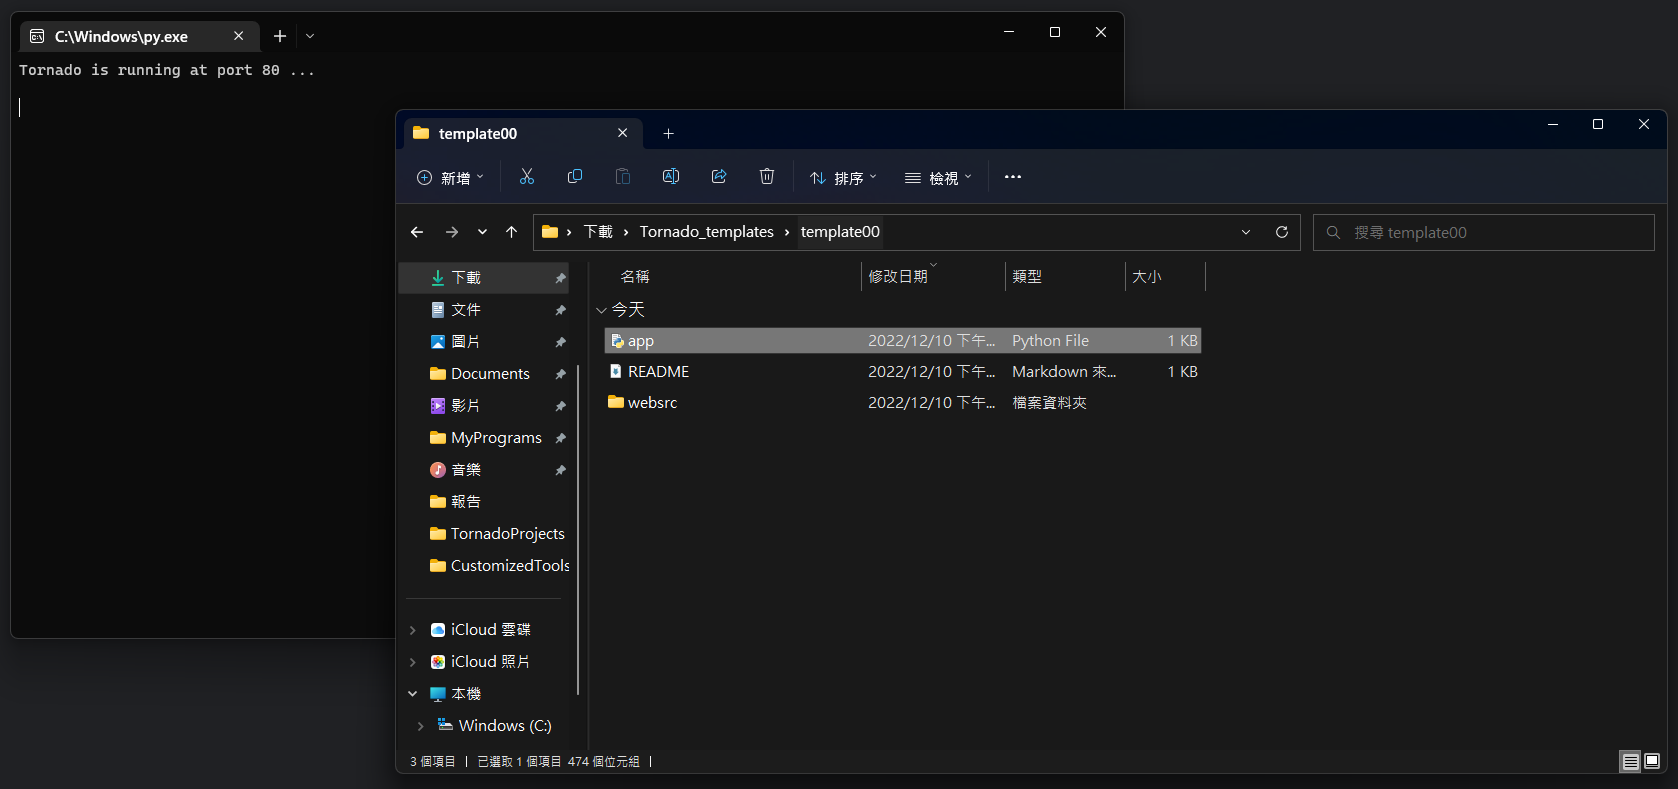 C:\Windows\py.exe
Tornado is running at port 80 ...
template00
新增
排序
檢視
下載 › Tornado_templates › template00
搜尋 template00
下載
文件
圖片
Documents
影片
MyPrograms
音樂
報告
TornadoProjects
CustomizedTools
iCloud 雲碟
iCloud 照片
本機
Windows (C:)
名稱 修改日期 類型 大小
今天
app 2022/12/10 下午... Python File 1 KB
README 2022/12/10 下午... Markdown 來... 1 KB
websrc 2022/12/10 下午... 檔案資料夾
3 個項目 | 已選取 1 個項目 474 個位元組 |